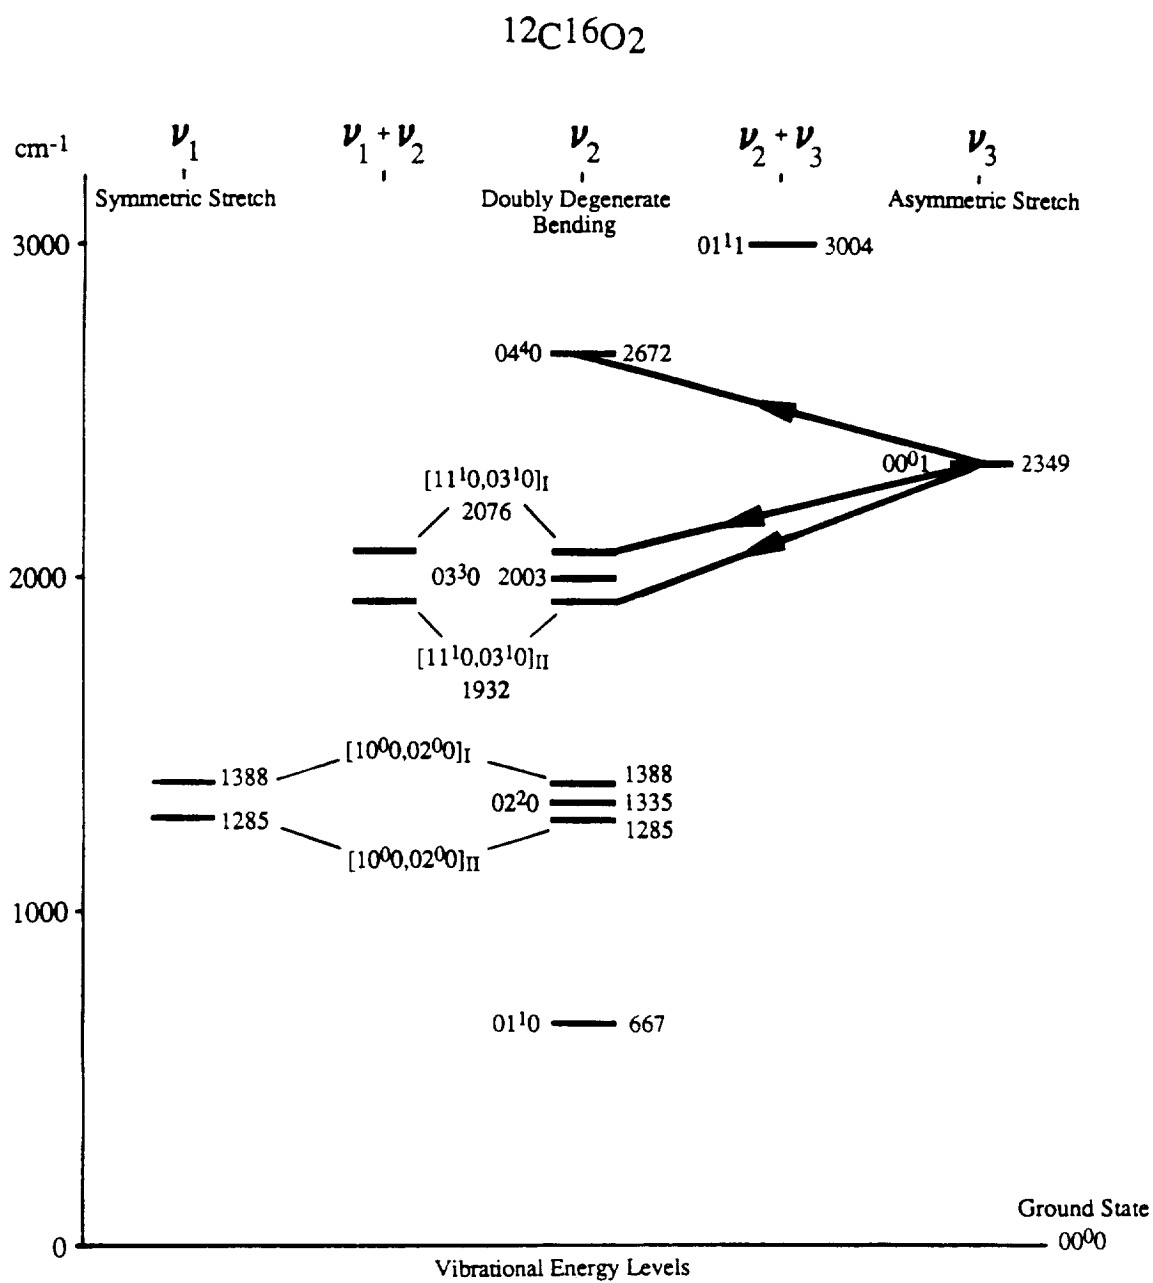 12C16O2
cm-1
ν1
ν1 + ν2
ν2
ν2 + ν3
ν3
Symmetric Stretch
Doubly Degenerate
Bending
Asymmetric Stretch
3000
01¹1
3004
04⁴0
2672
00⁰1
2349
[11¹0,03¹0]I
2076
2000
03³0
2003
[11¹0,03¹0]II
1932
[10⁰0,02⁰0]I
1388
1388
02²0
1335
1285
1285
[10⁰0,02⁰0]II
1000
01¹0
667
Ground State
0
00⁰0
Vibrational Energy Levels